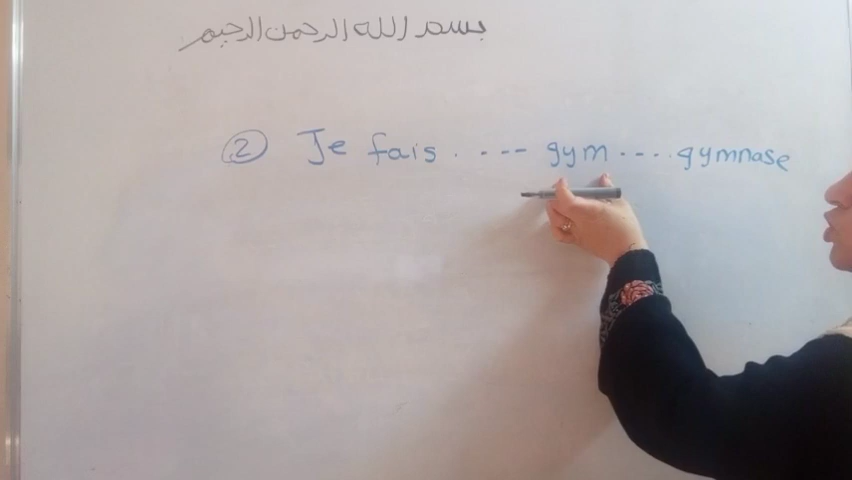 بسم الله الرحمن الرحيم
2 Je fais . --- gym .... gymnase